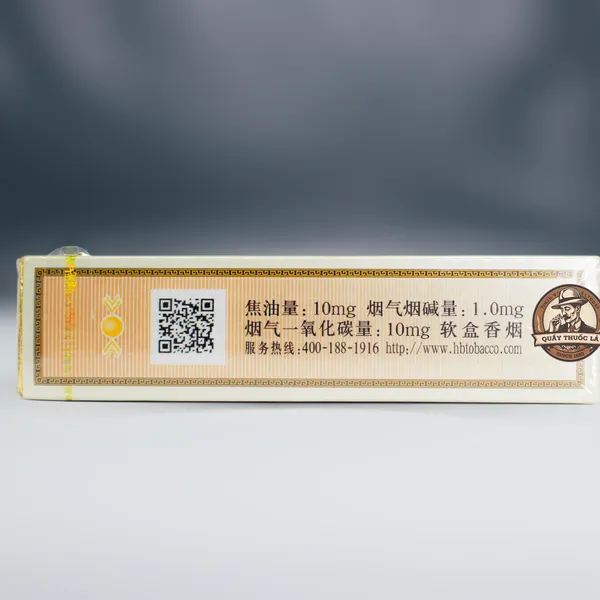 焦油量：10mg 烟气烟碱量：1.0mg
烟气一氧化碳量：10mg 软盒香烟
服务热线：400-188-1916 http://www.hbtobacco.com
QUẦY THUỐC LÁ